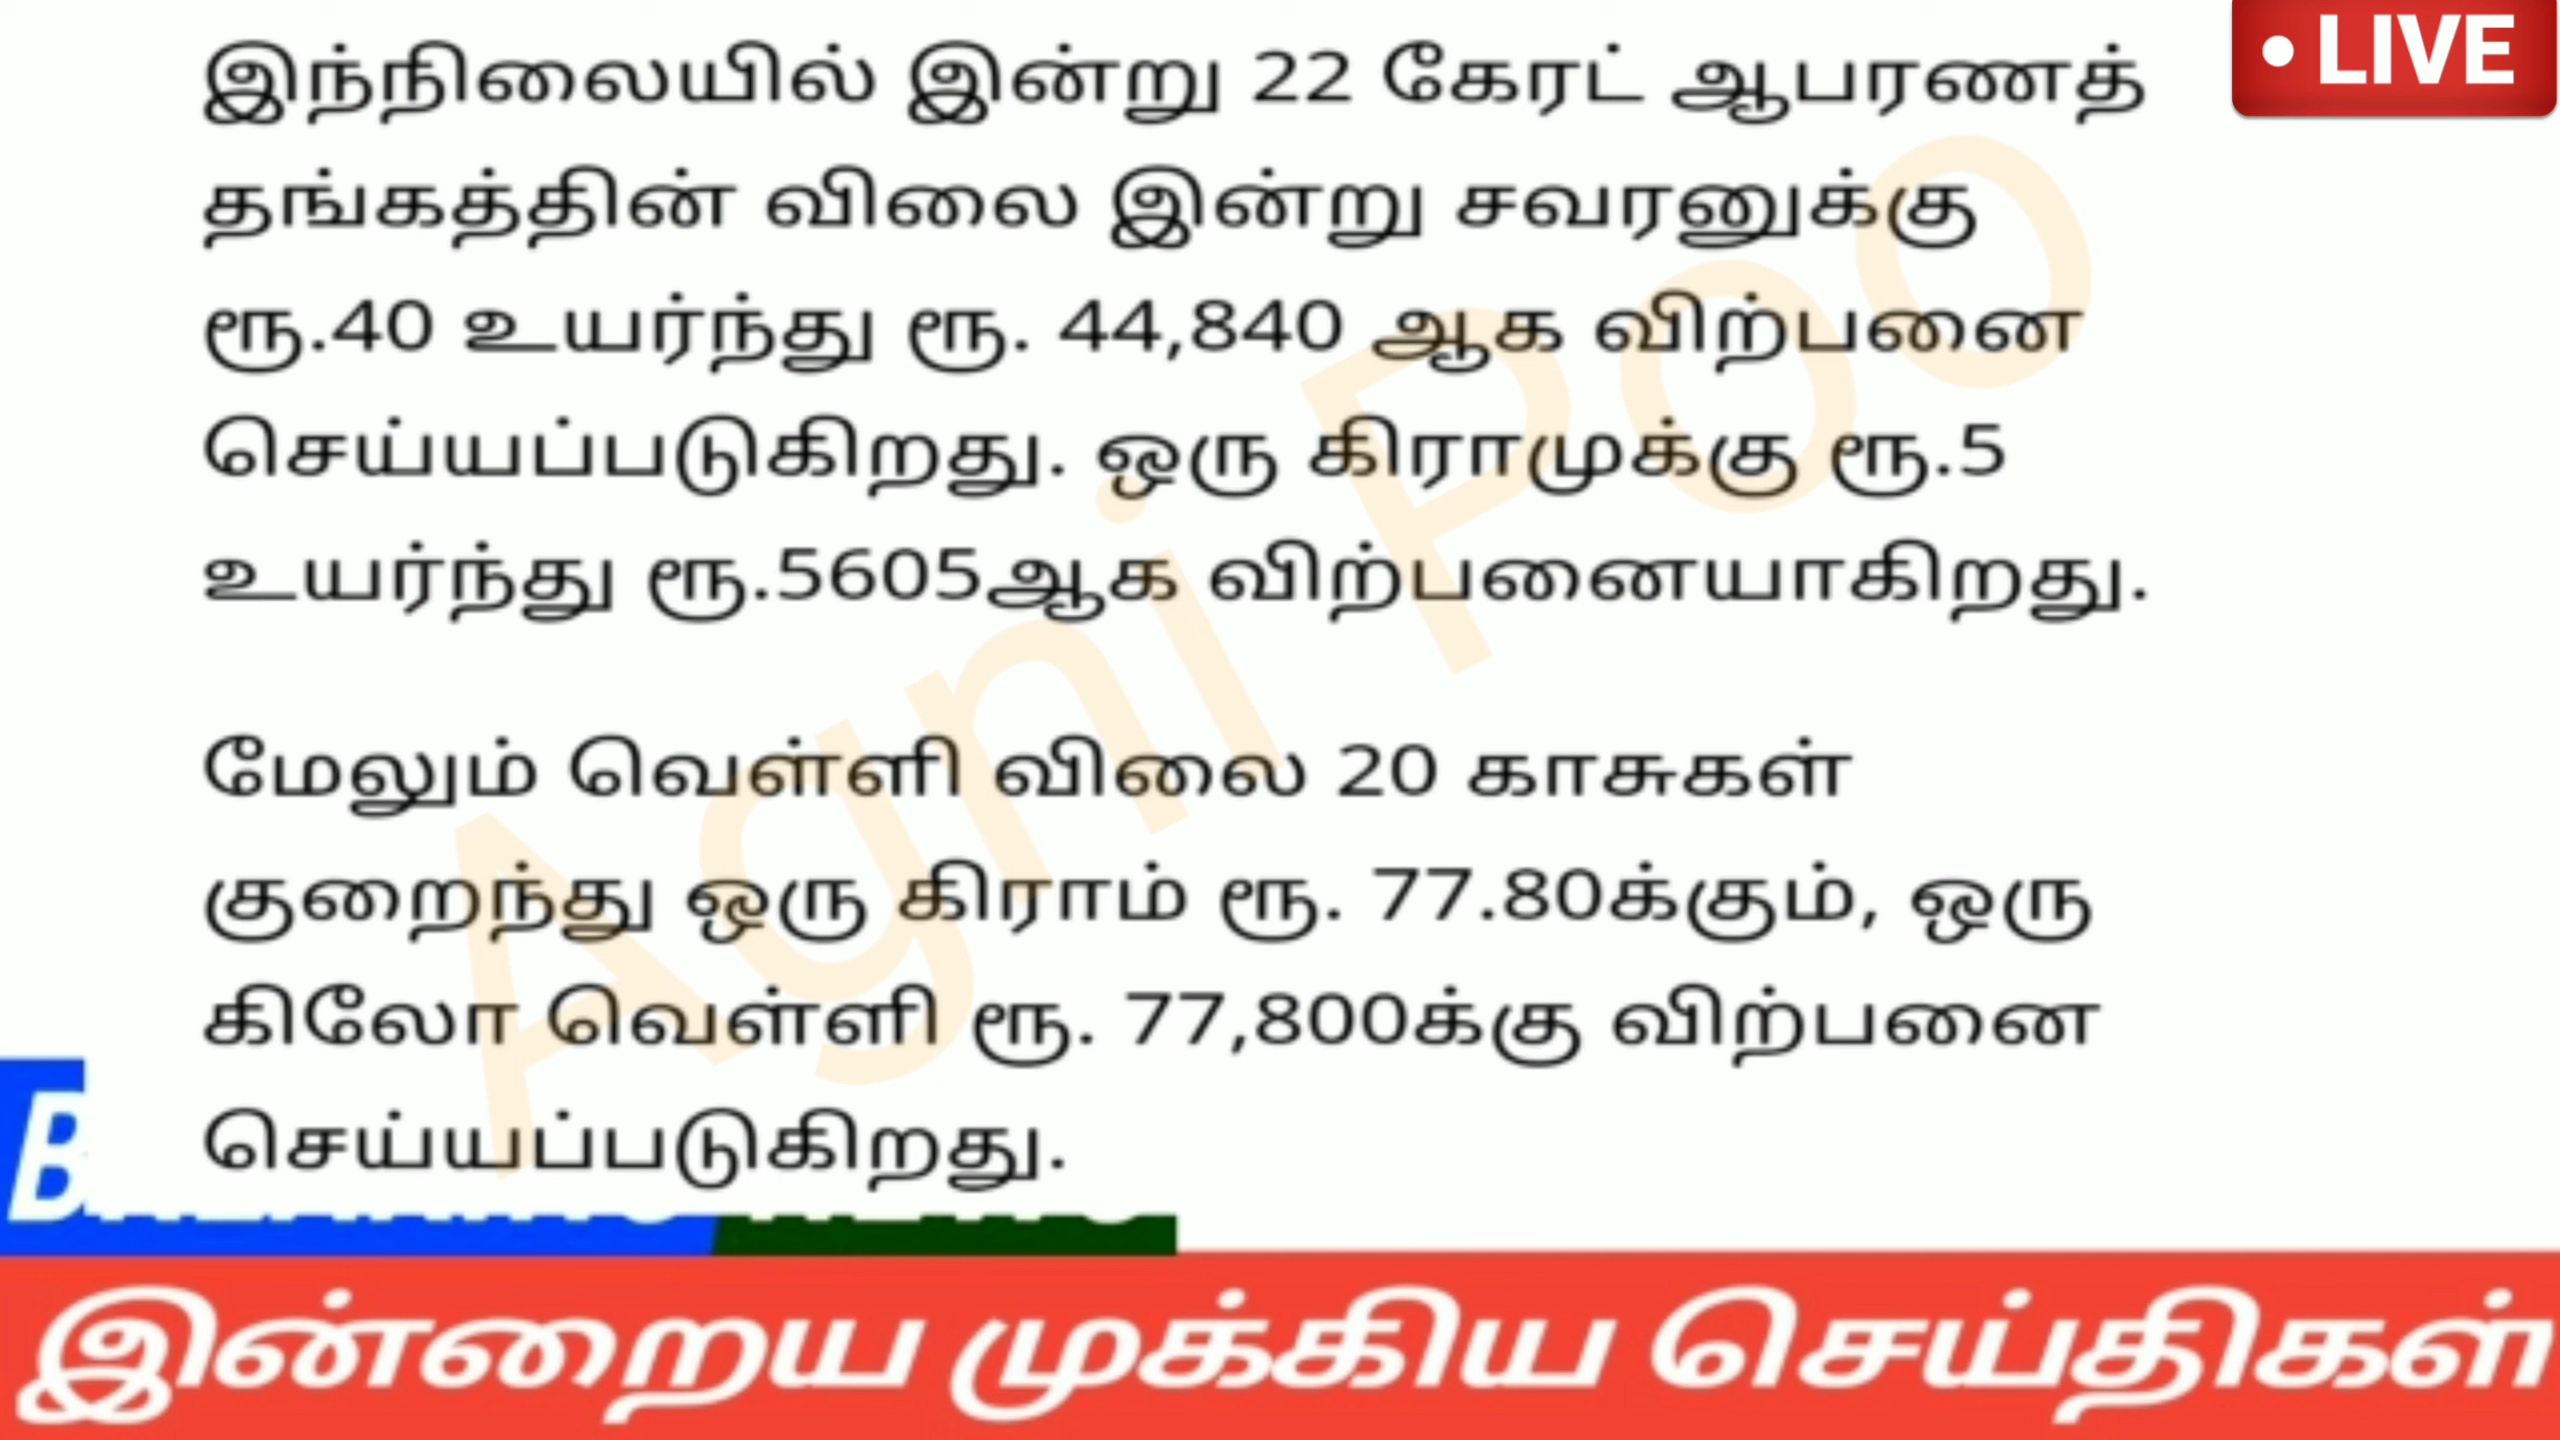 LIVE
இந்நிலையில் இன்று 22 கேரட் ஆபரணத்
தங்கத்தின் விலை இன்று சவரனுக்கு
ரூ.40 உயர்ந்து ரூ. 44,840 ஆக விற்பனை
செய்யப்படுகிறது. ஒரு கிராமுக்கு ரூ.5
உயர்ந்து ரூ.5605ஆக விற்பனையாகிறது.
மேலும் வெள்ளி விலை 20 காசுகள்
குறைந்து ஒரு கிராம் ரூ. 77.80க்கும், ஒரு
கிலோ வெள்ளி ரூ. 77,800க்கு விற்பனை
செய்யப்படுகிறது.
Agni Poo
இன்றைய முக்கிய செய்திகள்